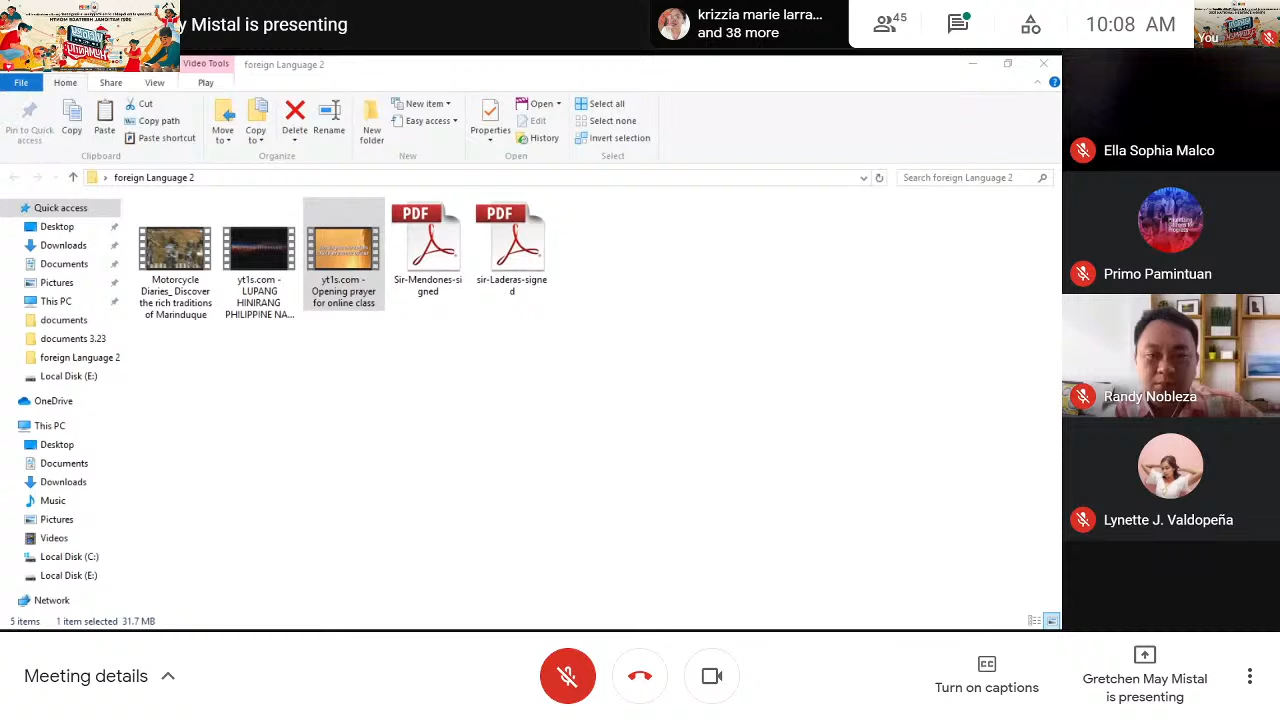 y Mistal is presenting
krizzia marie larra...
and 38 more
45
10:08 AM
You
Video Tools
foreign Language 2
File
Home
Share
View
Play
Pin to Quick
access
Copy
Paste
Cut
Copy path
Paste shortcut
Clipboard
Move
to
Copy
to
Delete
Rename
Organize
New
folder
New item
Easy access
New
Properties
Open
Edit
History
Open
Select all
Select none
Invert selection
Select
foreign Language 2
Search foreign Language 2
Quick access
Desktop
Downloads
Documents
Pictures
This PC
documents
documents 3.23
foreign Language 2
Local Disk (E:)
OneDrive
This PC
Desktop
Documents
Downloads
Music
Pictures
Videos
Local Disk (C:)
Local Disk (E:)
Network
Motorcycle
Diaries_ Discover
the rich traditions
of Marinduque
yt1s.com -
LUPANG
HINIRANG
PHILIPPINE NA...
yt1s.com -
Opening prayer
for online class
PDF
Sir-Mendones-si
gned
PDF
sir-Laderas-signe
d
5 items
1 item selected 31.7 MB
Ella Sophia Malco
Primo Pamintuan
Randy Nobleza
Lynette J. Valdopeña
Meeting details
CC
Turn on captions
Gretchen May Mistal
is presenting